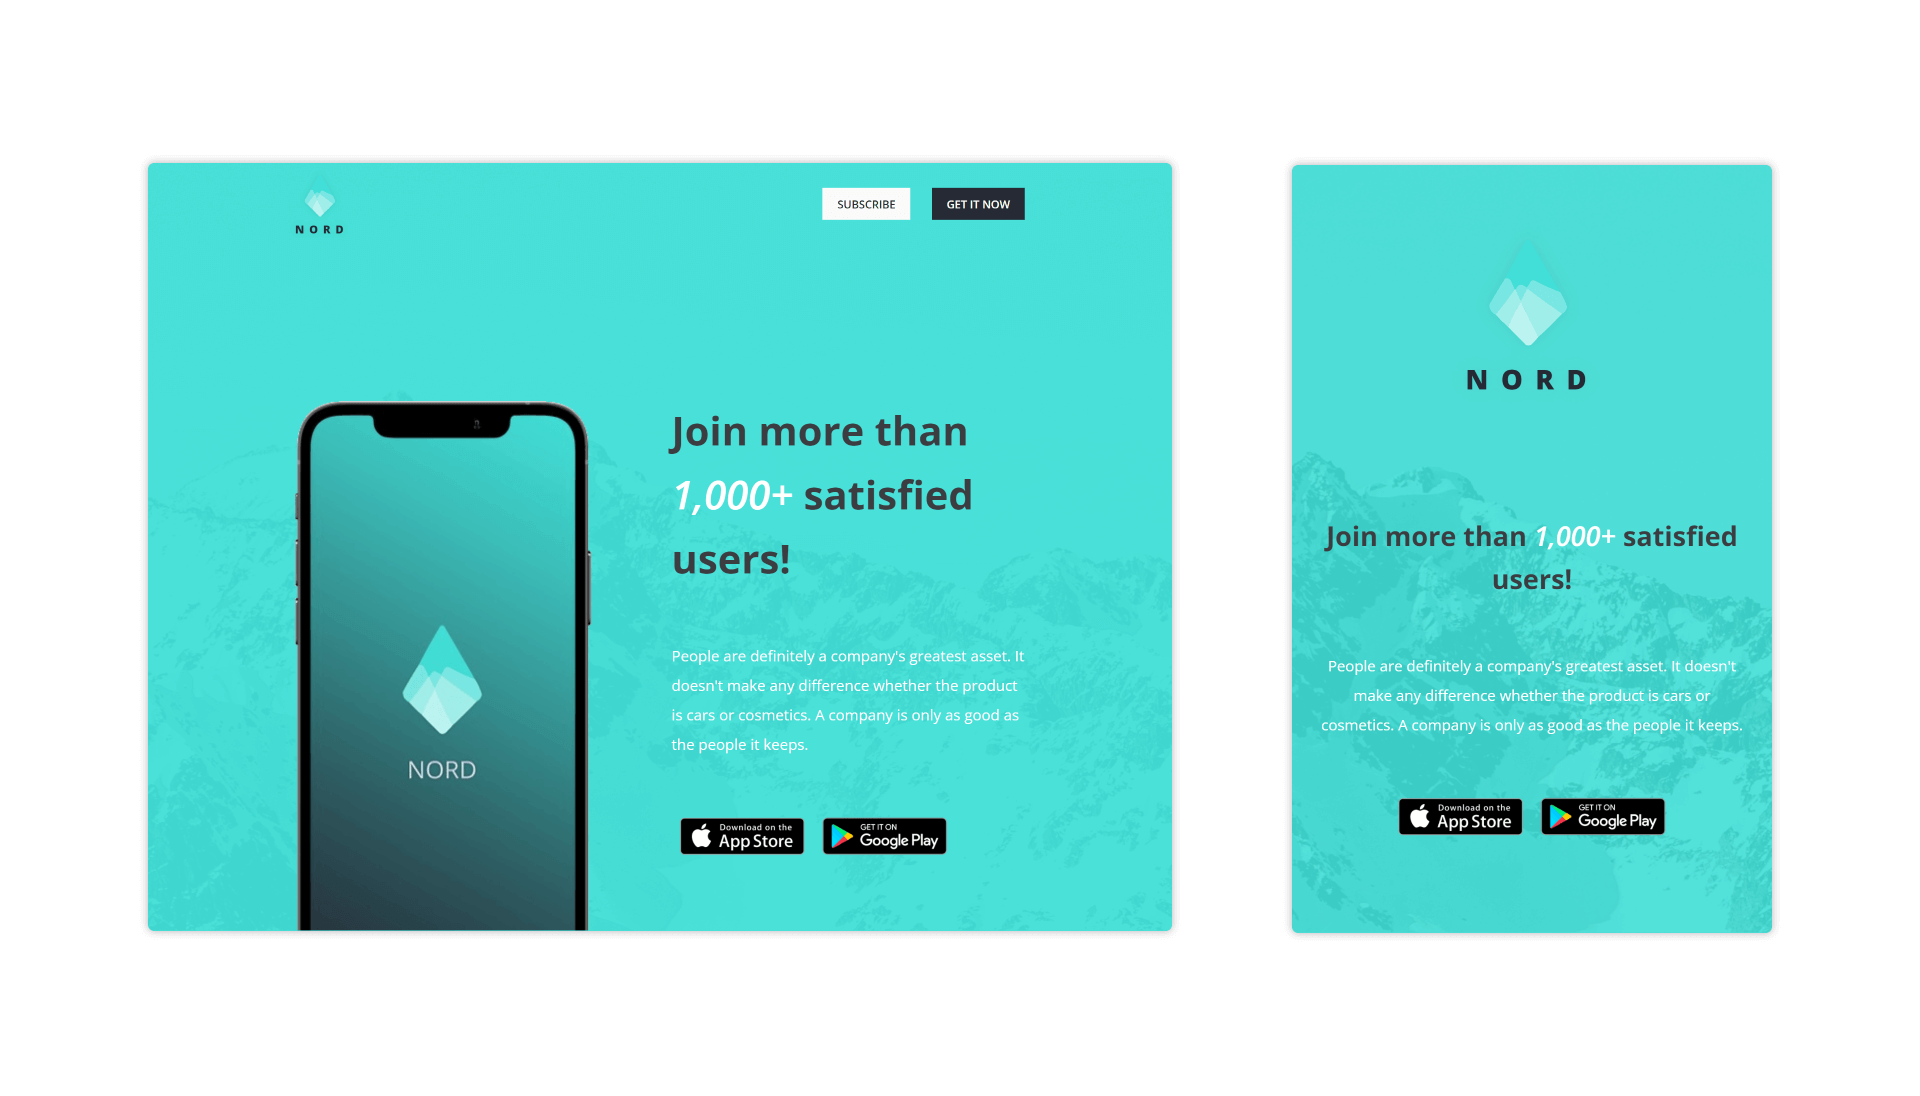 NORD
SUBSCRIBE
GET IT NOW
Join more than
1,000+ satisfied
users!
People are definitely a company's greatest asset. It
doesn't make any difference whether the product
is cars or cosmetics. A company is only as good as
the people it keeps.
NORD
Download on the
App Store
GET IT ON
Google Play
NORD
Join more than 1,000+ satisfied
users!
People are definitely a company's greatest asset. It doesn't
make any difference whether the product is cars or
cosmetics. A company is only as good as the people it keeps.
Download on the
App Store
GET IT ON
Google Play